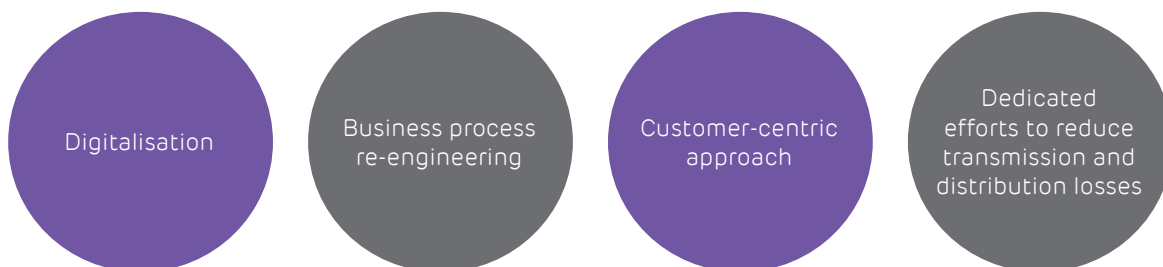 Digitalisation
Business process
re-engineering
Customer-centric
approach
Dedicated
efforts to reduce
transmission and
distribution losses